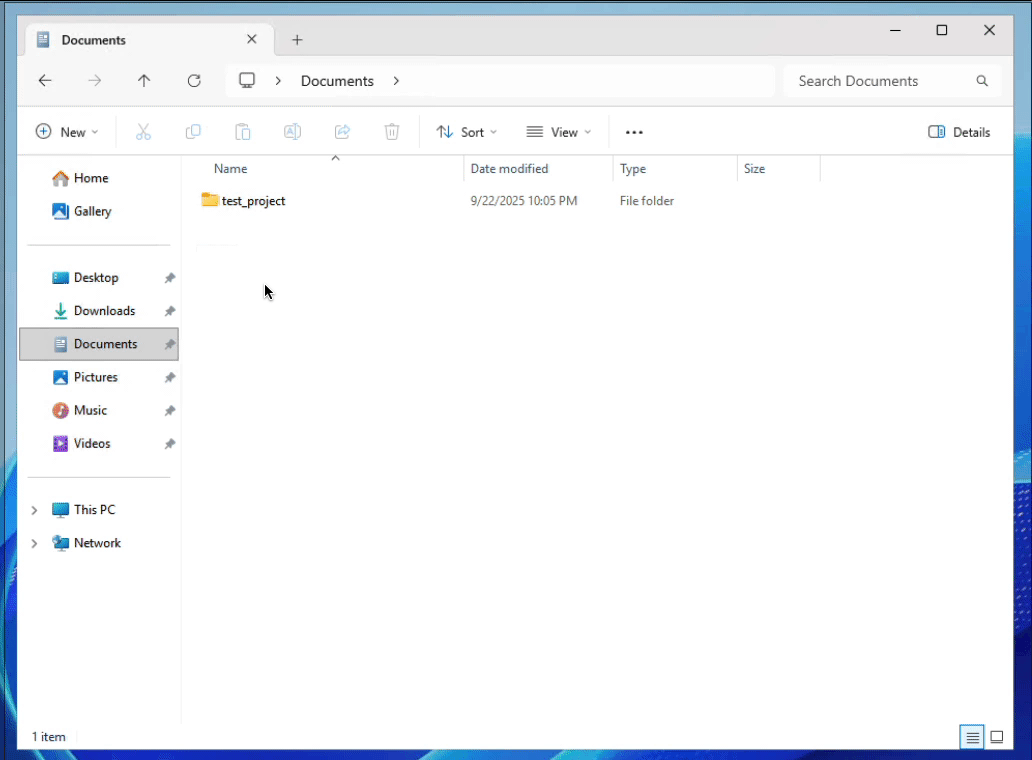 Documents
Documents
Search Documents
New
Sort
View
Details
Name
Date modified
Type
Size
test_project
9/22/2025 10:05 PM
File folder
Home
Gallery
Desktop
Downloads
Documents
Pictures
Music
Videos
This PC
Network
1 item